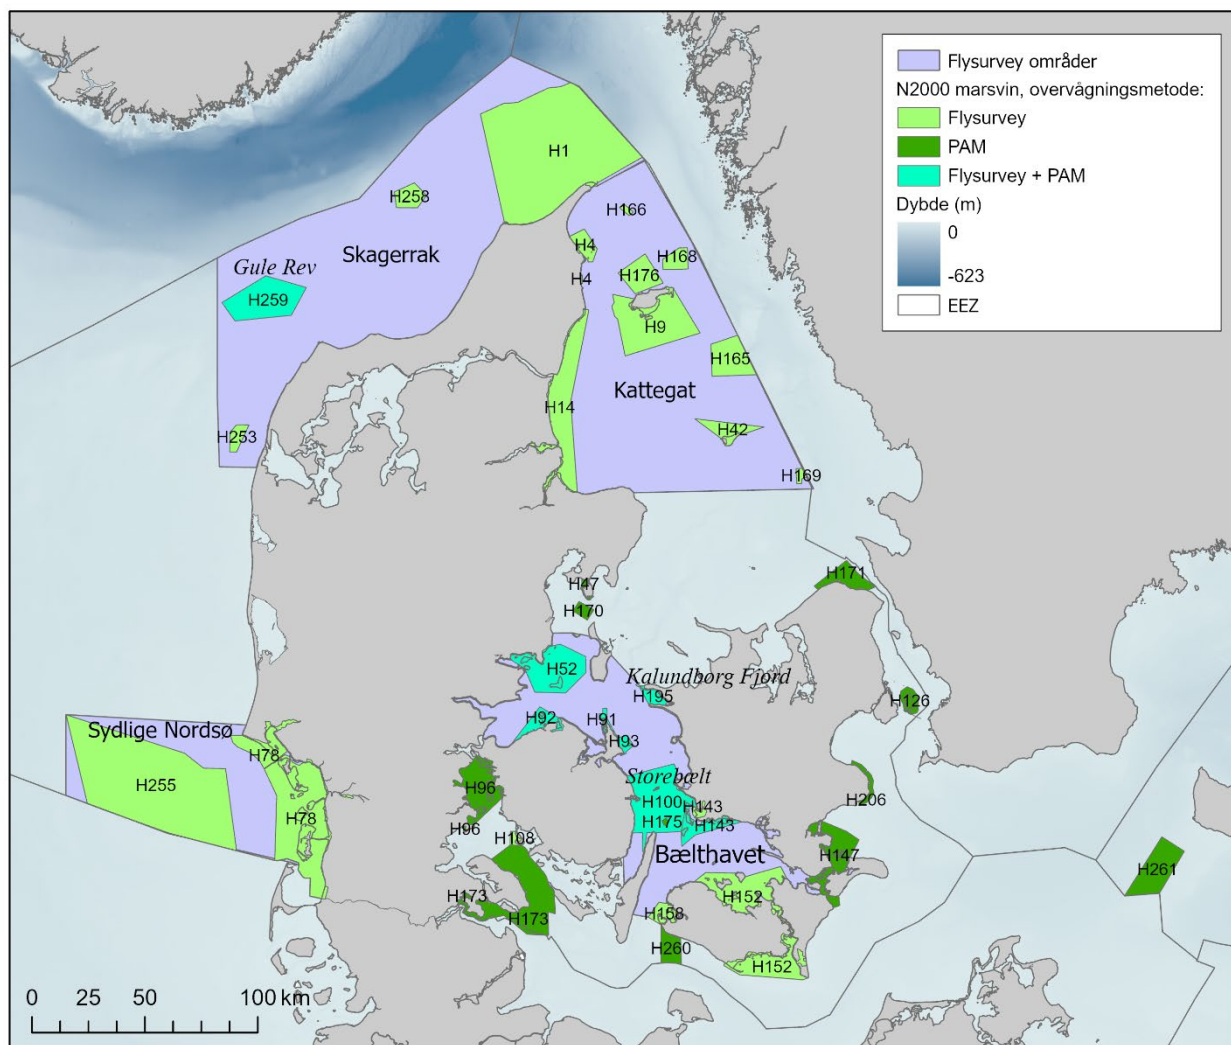 Flysurvey områder
N2000 marsvin, overvågningsmetode:
Flysurvey
PAM
Flysurvey + PAM
Dybde (m)
0
-623
EEZ
H1
H258
H166
Skagerrak
H4
H168
Gule Rev
H176
H4
H259
H9
H165
Kattegat
H14
H42
H253
H169
H171
H47
H170
H52
Kalundborg Fjord
H195
H126
H92
H91
Sydlige Nordsø
H93
H78
Storebælt
H255
H96
H100
H143
H206
H78
H96
H175
H143
H108
Bælthavet
H147
H261
H173
H152
H173
H158
H260
H152
0 25 50 100 km